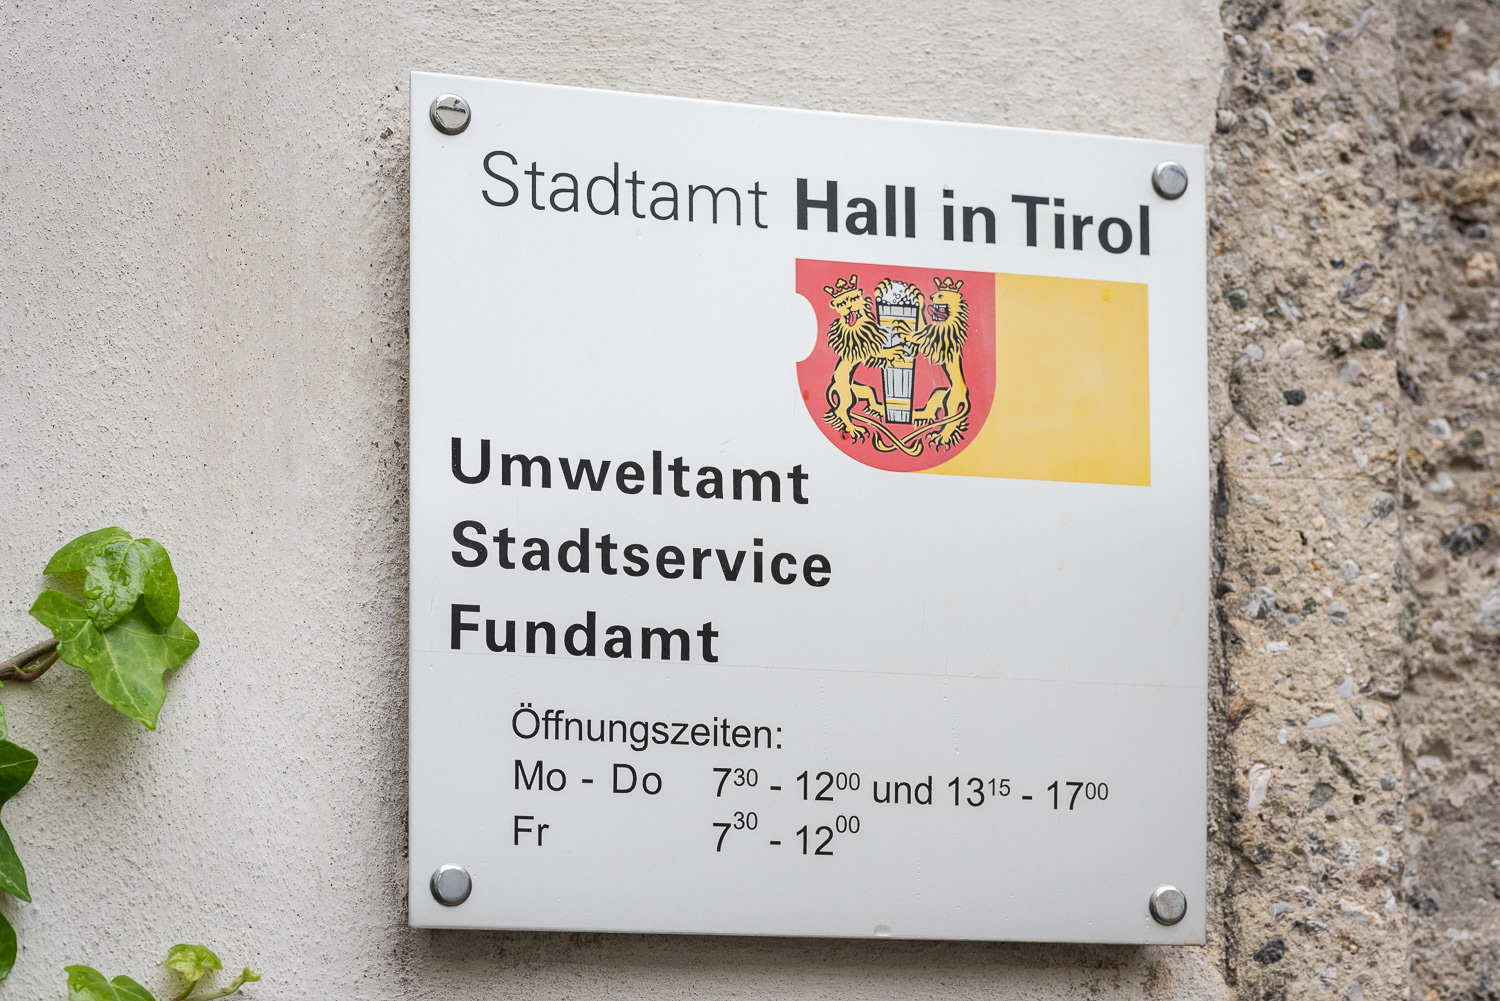 Stadtamt Hall in Tirol
Umweltamt
Stadtservice
Fundamt
Öffnungszeiten:
Mo - Do 7³⁰ - 12⁰⁰ und 13¹⁵ - 17⁰⁰
Fr 7³⁰ - 12⁰⁰